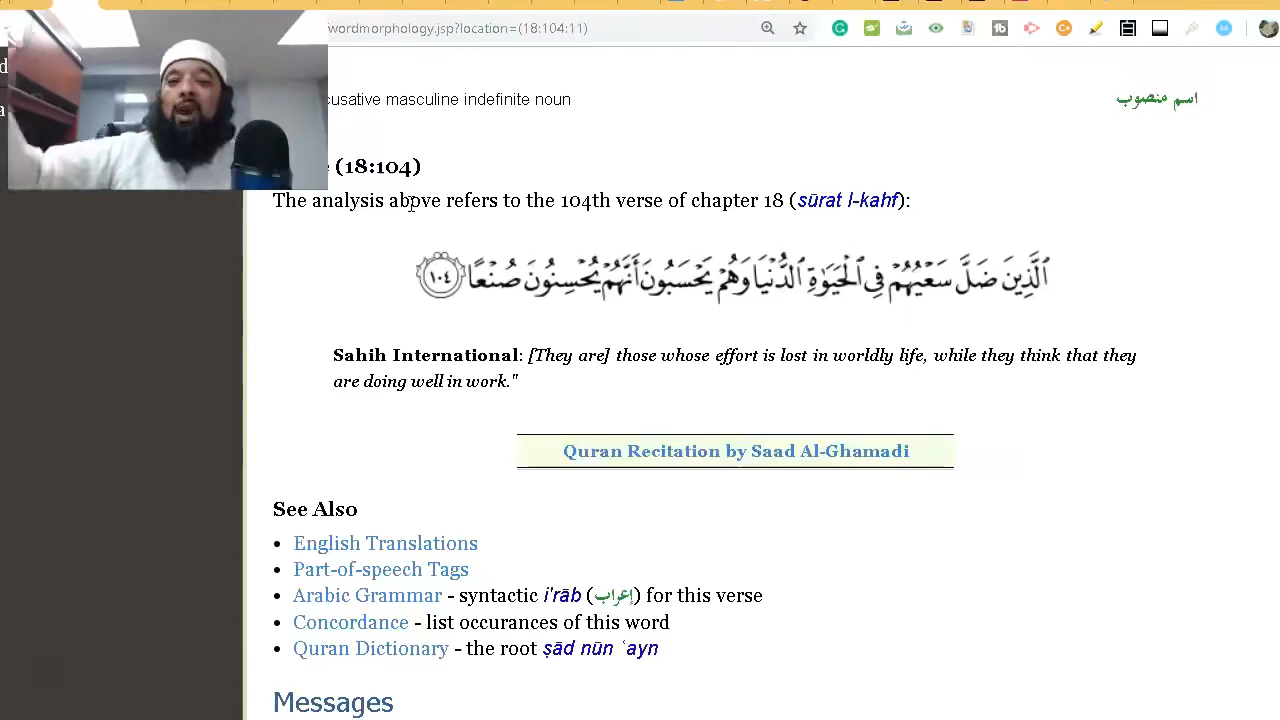 wordmorphology.jsp?location=(18:104:11)
cusative masculine indefinite noun
اسم منصوب
(18:104)
The analysis above refers to the 104th verse of chapter 18 (sūrat l-kahf):
ٱلَّذِينَ ضَلَّ سَعْيُهُمْ فِى ٱلْحَيَوٰةِ ٱلدُّنْيَا وَهُمْ يَحْسَبُونَ أَنَّهُمْ يُحْسِنُونَ صُنْعًا ١٠٤
Sahih International: [They are] those whose effort is lost in worldly life, while they think that they
are doing well in work."
Quran Recitation by Saad Al-Ghamadi
See Also
• English Translations
• Part-of-speech Tags
• Arabic Grammar - syntactic i'rāb (إعراب) for this verse
• Concordance - list occurances of this word
• Quran Dictionary - the root ṣād nūn ʿayn
Messages